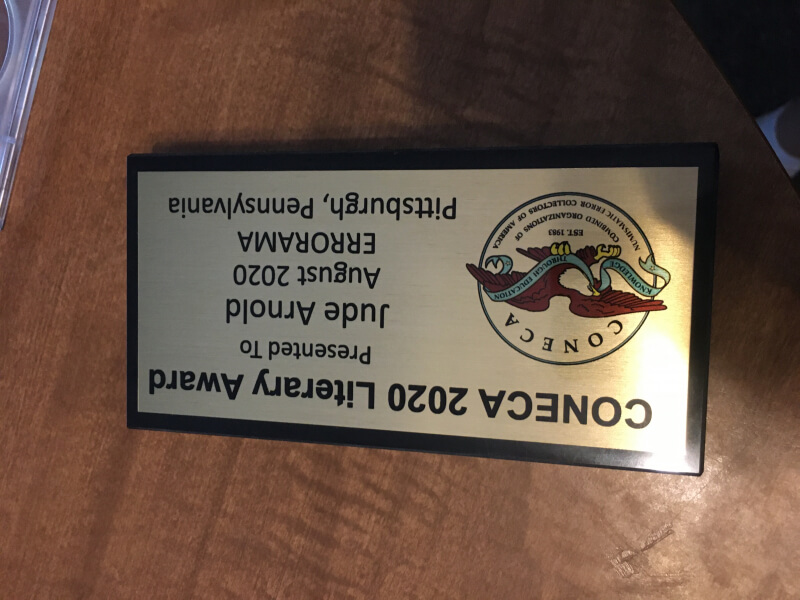 CONECA 2020 Literary Award
Presented To
Jude Arnold
August 2020
ERRORAMA
Pittsburgh, Pennsylvania
CONECA
KNOWLEDGE THROUGH EDUCATION
EST. 1983
COMBINED ORGANIZATIONS OF
NUMISMATIC ERROR COLLECTORS OF AMERICA